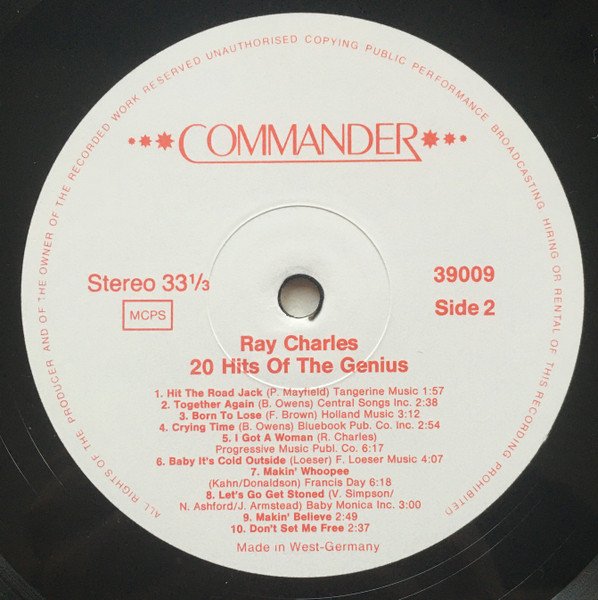 ALL RIGHTS OF THE PRODUCER AND OF THE OWNER OF THE RECORDED WORK RESERVED UNAUTHORISED COPYING PUBLIC PERFORMANCE BROADCASTING HIRING OR RENTAL OF THIS RECORDING PROHIBITED
COMMANDER
Stereo 33 1/3
39009
MCPS
Side 2
Ray Charles
20 Hits Of The Genius
1. Hit The Road Jack (P. Mayfield) Tangerine Music 1:57
2. Together Again (B. Owens) Central Songs Inc. 2:38
3. Born To Lose (F. Brown) Holland Music 3:12
4. Crying Time (B. Owens) Bluebook Pub. Co. Inc. 2:54
5. I Got A Woman (R. Charles)
Progressive Music Publ. Co. 6:17
6. Baby It's Cold Outside (Loeser) F. Loeser Music 4:07
7. Makin' Whoopee
(Kahn/Donaldson) Francis Day 6:18
8. Let's Go Get Stoned (V. Simpson/
N. Ashford/J. Armstead) Baby Monica Inc. 3:00
9. Makin' Believe 2:49
10. Don't Set Me Free 2:37
Made in West-Germany